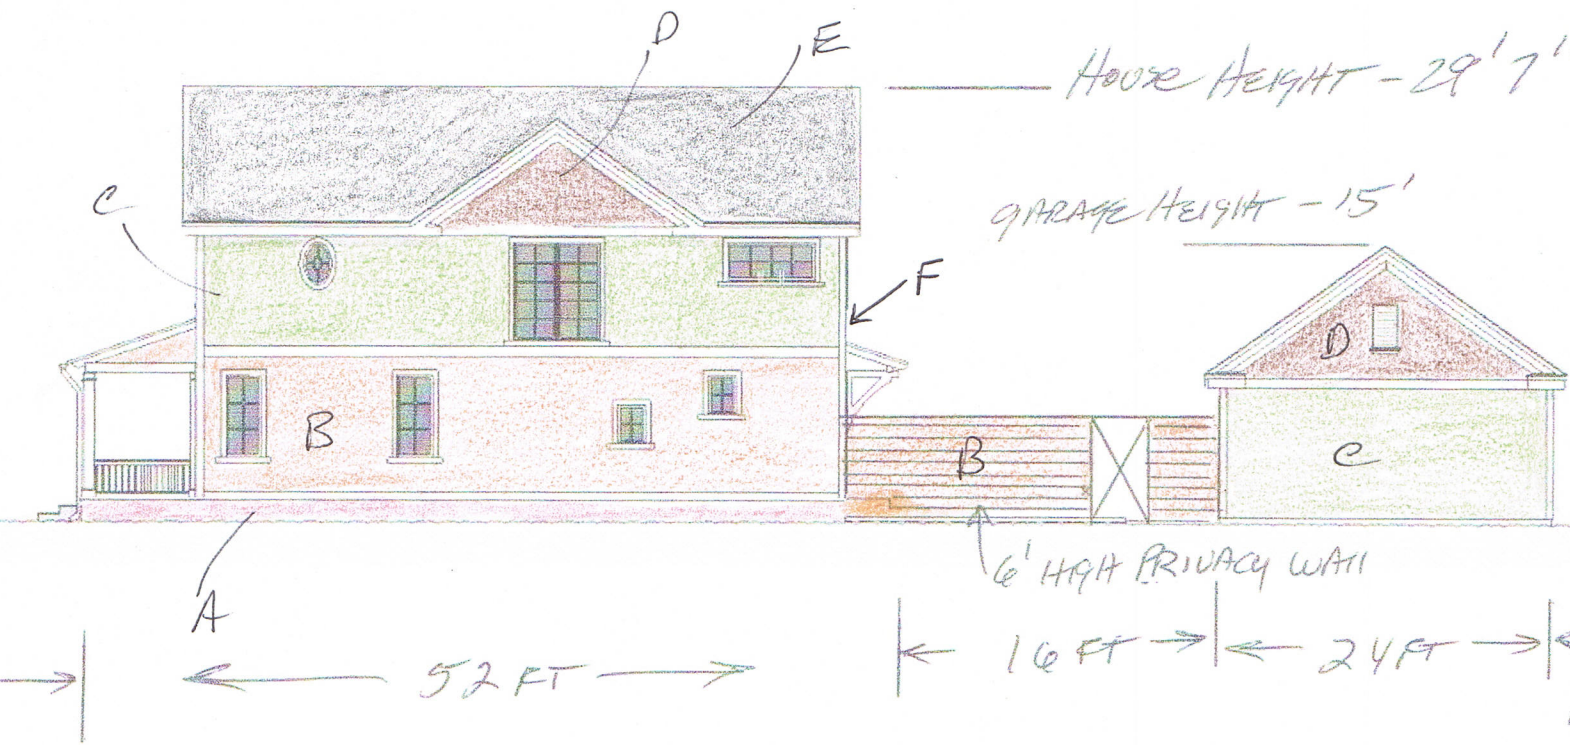 D
E
HOUSE HEIGHT - 29' 7'
C
GARAGE HEIGHT - 15'
F
D
B
B
C
6' HIGH PRIVACY WALL
A
52 FT
16 FT
24 FT